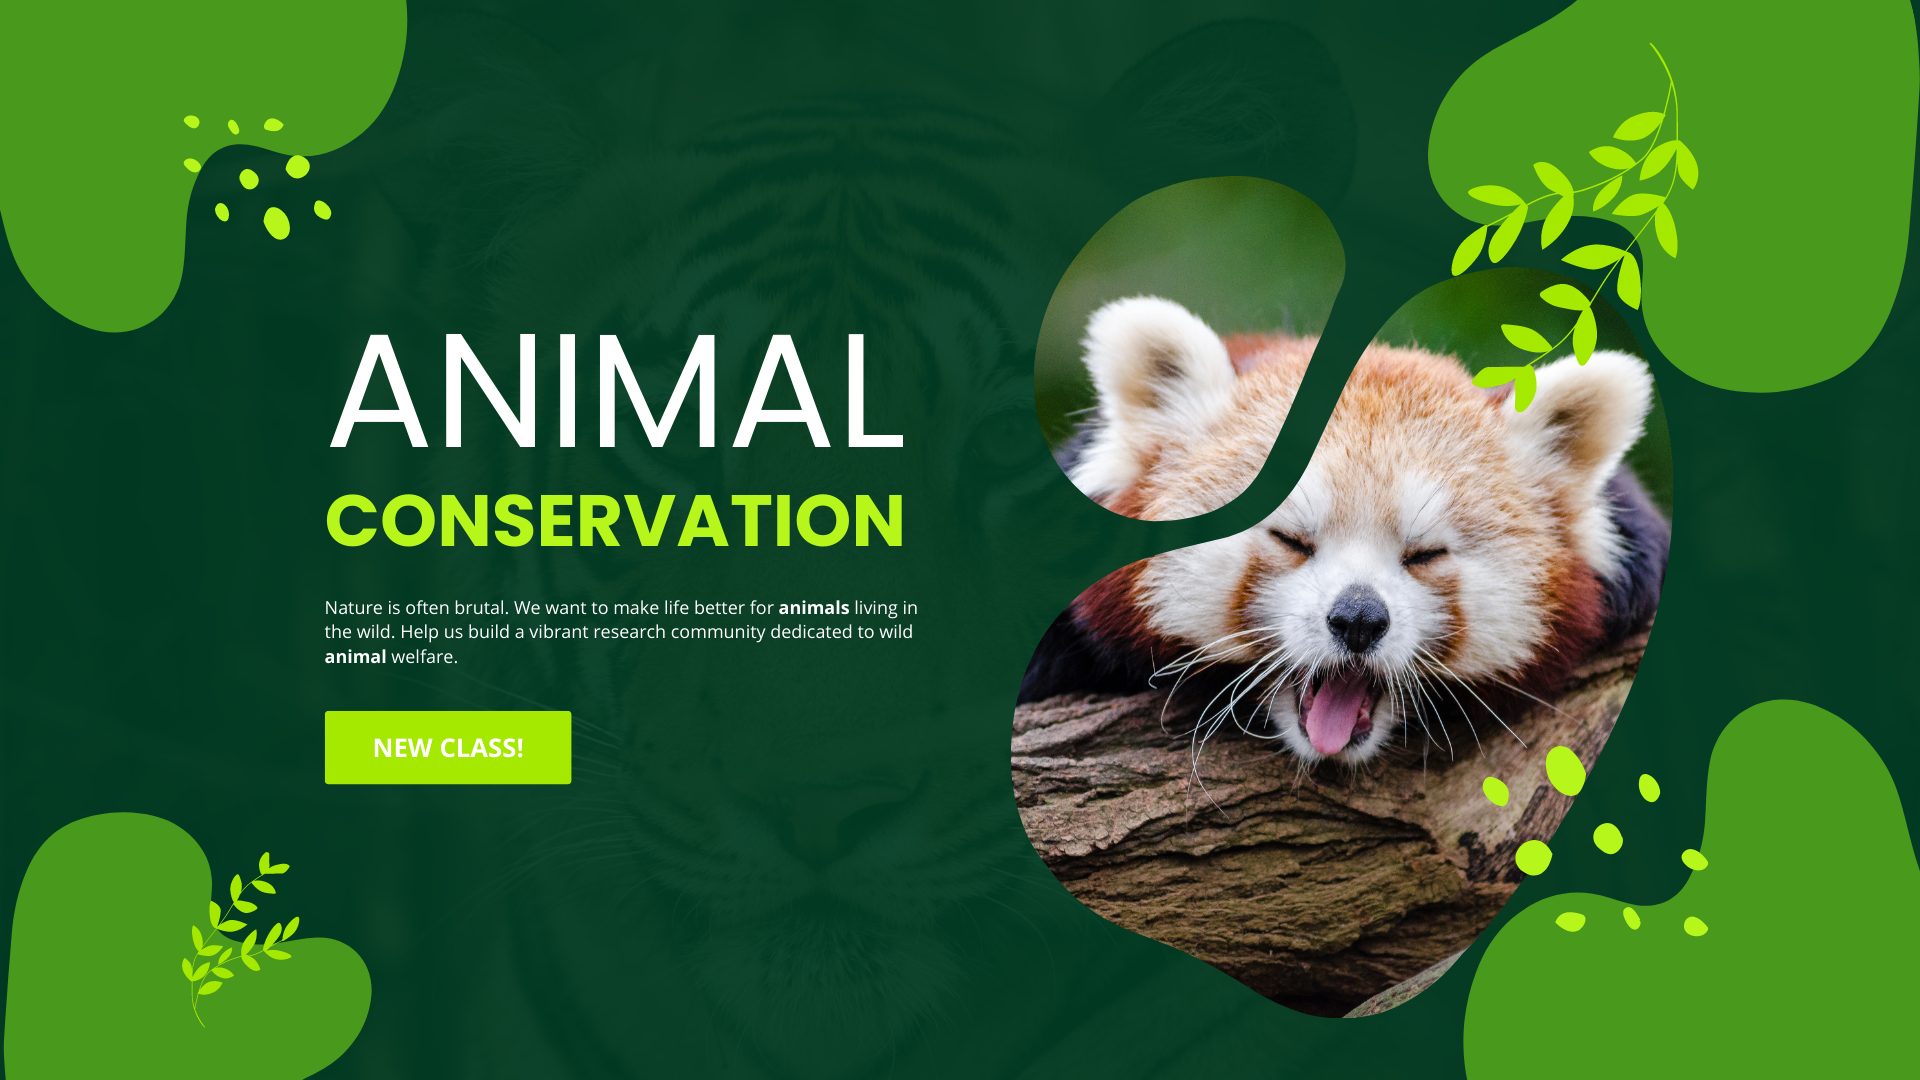 ANIMAL
CONSERVATION
Nature is often brutal. We want to make life better for animals living in
the wild. Help us build a vibrant research community dedicated to wild
animal welfare.
NEW CLASS!